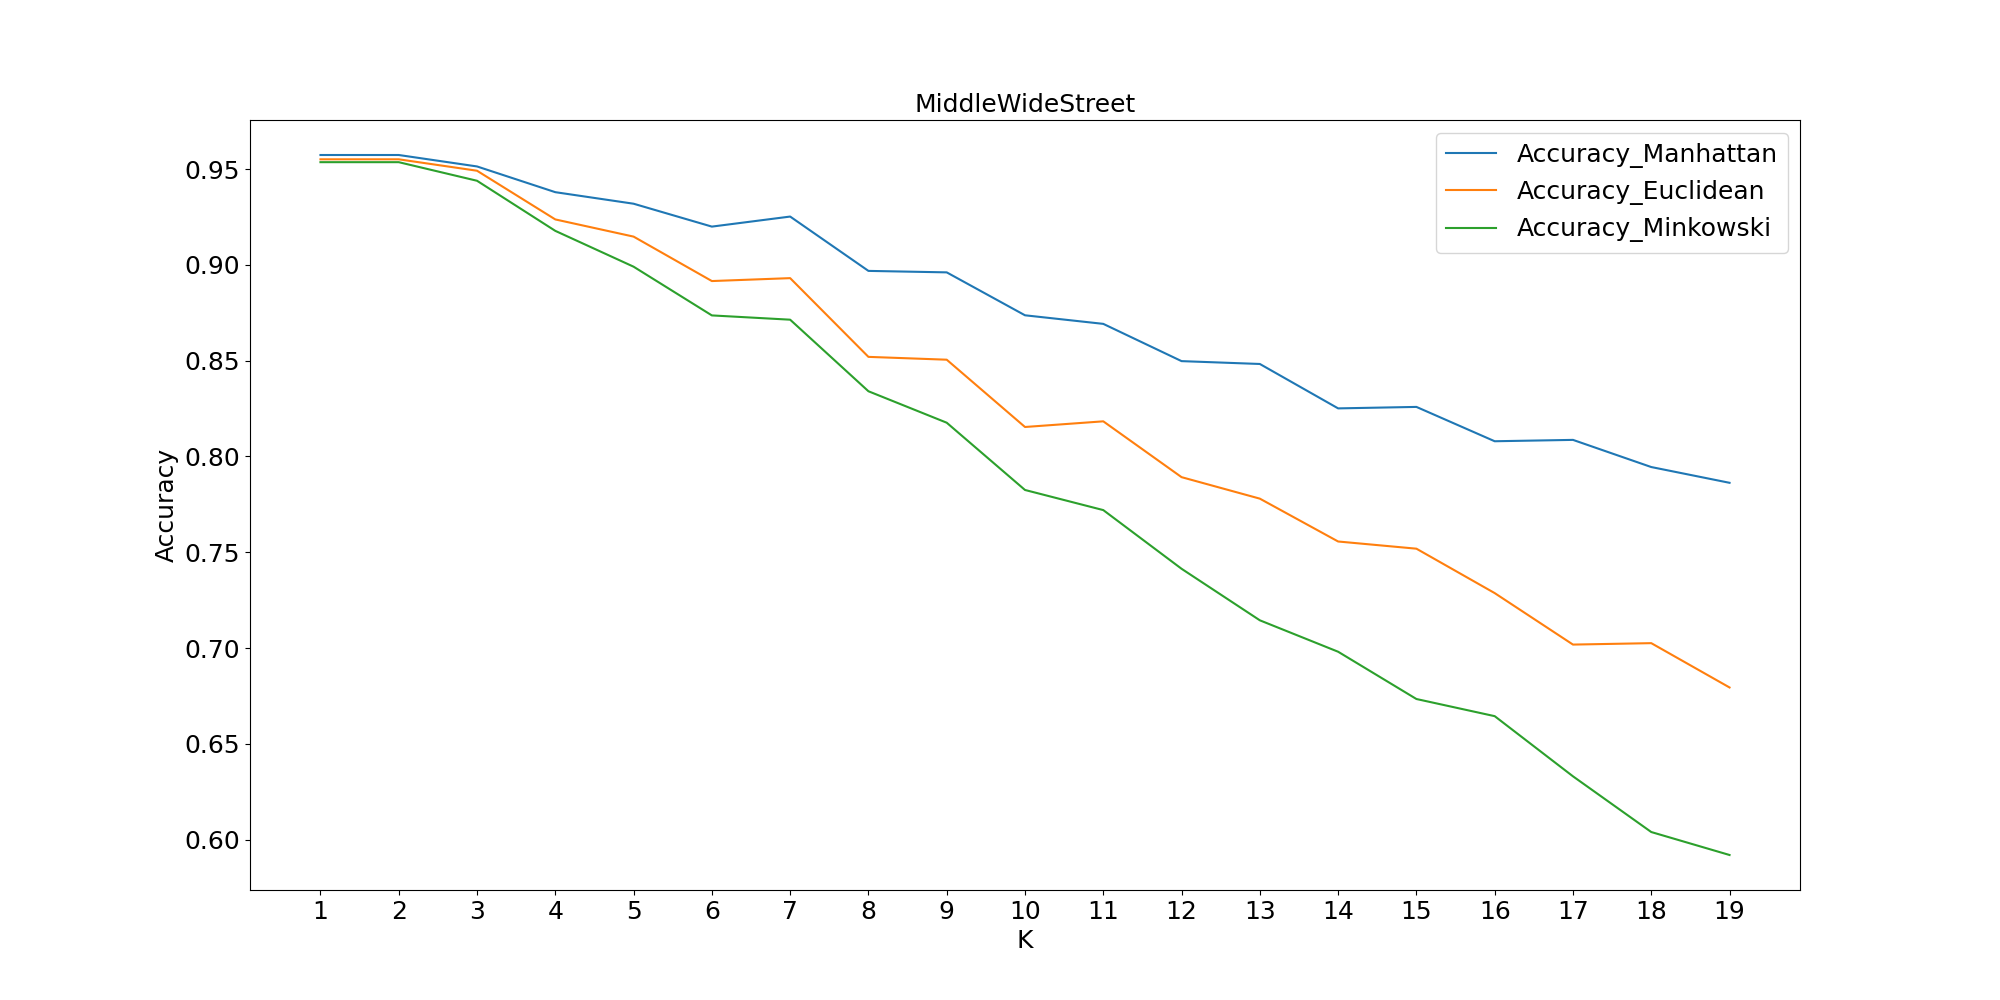 MiddleWideStreet
Accuracy_Manhattan
Accuracy_Euclidean
Accuracy_Minkowski
Accuracy
0.95
0.90
0.85
0.80
0.75
0.70
0.65
0.60
1 2 3 4 5 6 7 8 9 10 11 12 13 14 15 16 17 18 19
K